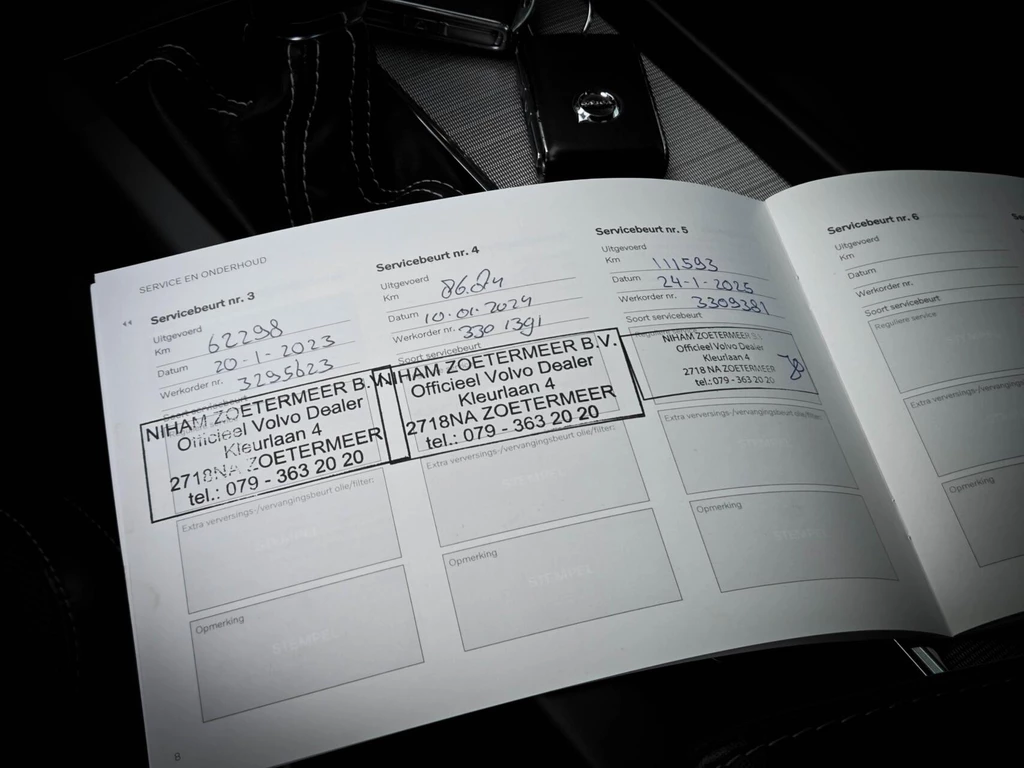 SERVICE EN ONDERHOUD
Servicebeurt nr. 3
Uitgevoerd
Km 62298
Datum 20-1-2023
Werkorder nr. 3295623
NIHAM ZOETERMEER B.V.
Officieel Volvo Dealer
Kleurlaan 4
2718NA ZOETERMEER
tel.: 079 - 363 20 20
Extra verversings-/vervangingsbeurt olie/filter:
Opmerking
STEMPEL
8
Servicebeurt nr. 4
Uitgevoerd
Km
Datum 10-01-2024
Werkorder nr. 3301391
Soort servicebeurt
NIHAM ZOETERMEER B.V.
Officieel Volvo Dealer
Kleurlaan 4
2718NA ZOETERMEER
tel.: 079 - 363 20 20
Extra verversings-/vervangingsbeurt olie/filter:
STEMPEL
Opmerking
STEMPEL
Servicebeurt nr. 5
Uitgevoerd
Km 111593
Datum 24-1-2025
Werkorder nr. 3309381
Soort servicebeurt
NIHAM ZOETERMEER B.V.
Officieel Volvo Dealer
Kleurlaan 4
2718 NA ZOETERMEER
tel.: 079 - 363 20 20
Extra verversings-/vervangingsbeurt olie/filter:
STEMPEL
Opmerking
STEMPEL
Servicebeurt nr. 6
Uitgevoerd
Km
Datum
Werkorder nr.
Soort servicebeurt
Reguliere service
Extra verversings-/vervangings
Opmerking